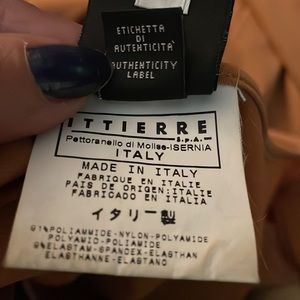 ETICHETTA
DI
AUTENTICITA'
AUTHENTICITY
LABEL
ITTIERRE
S.P.A.
Pettoranello di Molise-ISERNIA
ITALY
MADE IN ITALY
FABRIQUE EN ITALIE
PAIS DE ORIGEN:ITALIE
FABRICADO EN ITALIA
イタリー製
91%POLIAMMIDE-NYLON-POLYAMIDE
POLYAMID-POLIAMIDE
9%ELASTAM-SPANDEX-ELASTHAN
ELASTHANNE-ELASTANO